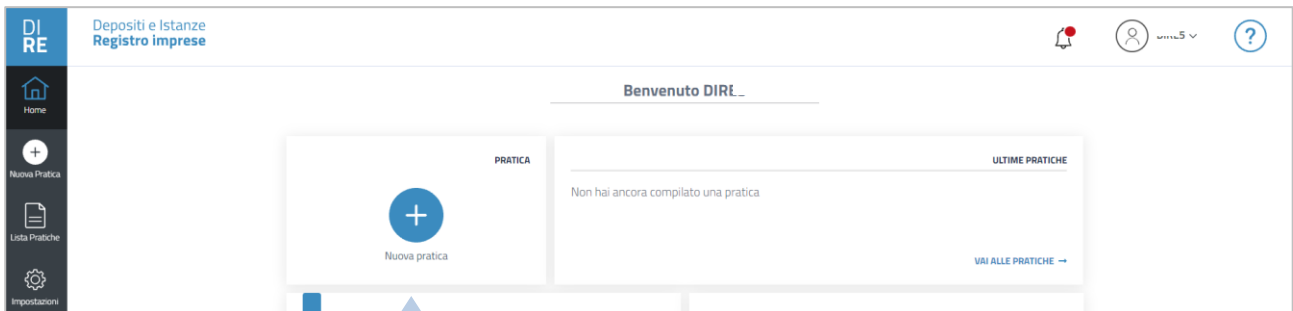 DI
RE
Depositi e Istanze
Registro imprese
?
Home
Nuova Pratica
Lista Pratiche
Impostazioni
Benvenuto
PRATICA
Nuova pratica
ULTIME PRATICHE
Non hai ancora compilato una pratica
VAI ALLE PRATICHE →